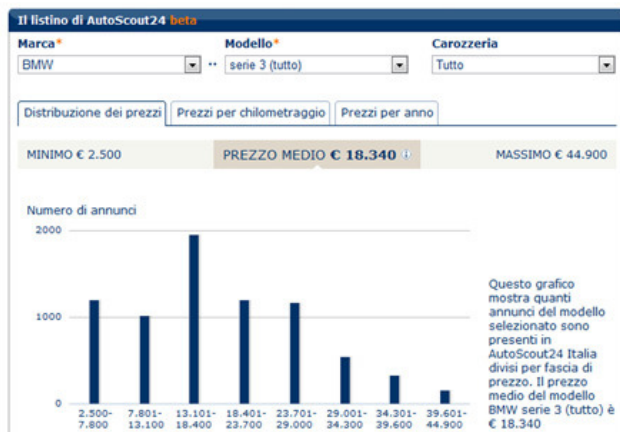 Il listino di AutoScout24 beta
Marca* Modello* Carozzeria
BMW serie 3 (tutto) Tutto
Distribuzione dei prezzi Prezzi per chilometraggio Prezzi per anno
MINIMO € 2.500 PREZZO MEDIO € 18.340 MASSIMO € 44.900
Numero di annunci
2000
1000
0
2.500-7.800
7.801-13.100
13.101-18.400
18.401-23.700
23.701-29.000
29.001-34.300
34.301-39.600
39.601-44.900
Questo grafico
mostra quanti
annunci del modello
selezionato sono
presenti in
AutoScout24 Italia
divisi per fascia di
prezzo. Il prezzo
medio del modello
BMW serie 3 (tutto) è
€ 18.340